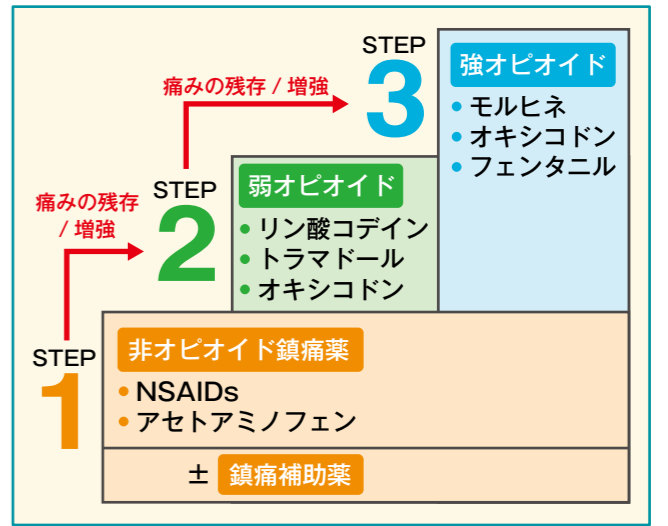 STEP
3
痛みの残存 / 増強
強オピオイド
• モルヒネ
• オキシコドン
• フェンタニル
STEP
2
痛みの残存
/ 増強
弱オピオイド
• リン酸コデイン
• トラマドール
• オキシコドン
STEP
1
非オピオイド鎮痛薬
• NSAIDs
• アセトアミノフェン
± 鎮痛補助薬